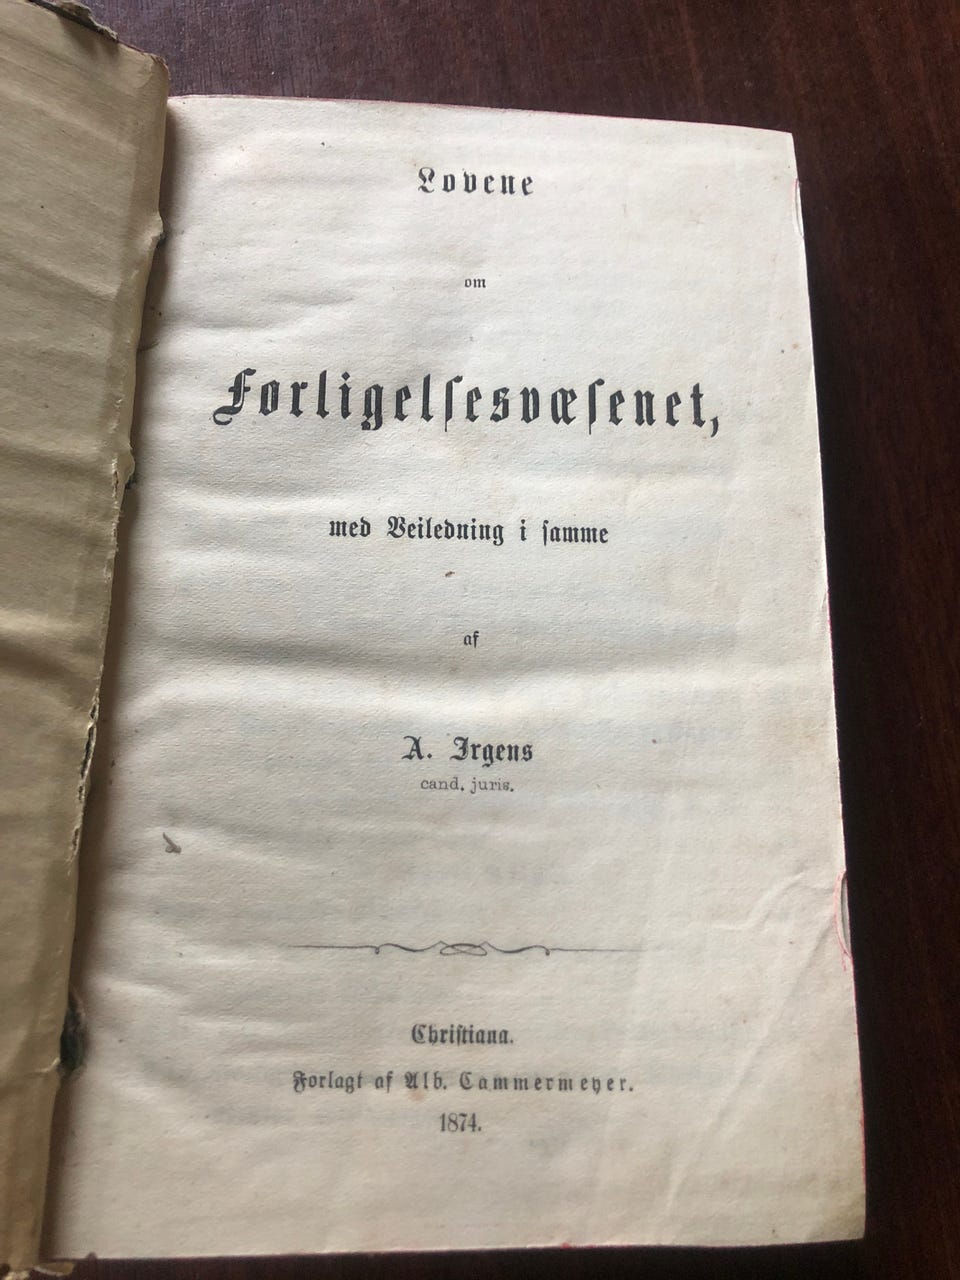 Lovene
om
Forligelſesvæſenet,
med Veiledning i ſamme
af
A. Irgens
cand. juris.
Chriſtiana.
Forlagt af Alb. Cammermeyer.
1874.